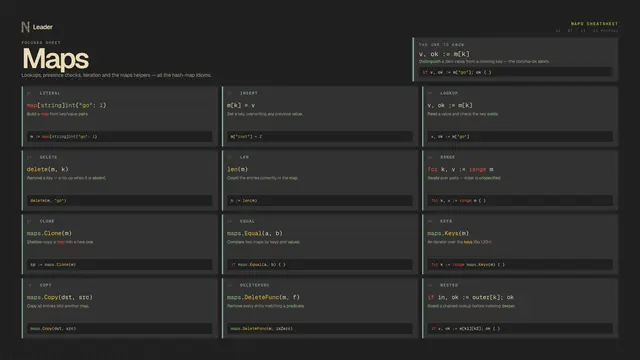 Leader
MAPS CHEATSHEET
FOCUSED SHEET
Maps
Lookups, presence checks, iteration and the maps helpers — all the hash-map idioms.
THE ONE TO KNOW
v, ok := m[k]
Distinguish a zero value from a missing key — the comma-ok idiom.
if v, ok := m["go"]; ok { }
LITERAL
map[string]int{"go": 1}
Build a map from key/value pairs.
m := map[string]int{"go": 1}
INSERT
m[k] = v
Set a key, overwriting any previous value.
m["rust"] = 2
LOOKUP
v, ok := m[k]
Read a value and check the key exists.
v, ok := m["go"]
DELETE
delete(m, k)
Remove a key — a no-op when it is absent.
delete(m, "go")
LEN
len(m)
Count the entries currently in the map.
n := len(m)
RANGE
for k, v := range m
Iterate over pairs — order is unspecified.
for k, v := range m { }
CLONE
maps.Clone(m)
Shallow-copy a map into a new one.
cp := maps.Clone(m)
EQUAL
maps.Equal(a, b)
Compare two maps by keys and values.
if maps.Equal(a, b) { }
KEYS
maps.Keys(m)
An iterator over the keys (Go 1.23+).
for k := range maps.Keys(m) { }
COPY
maps.Copy(dst, src)
Copy all entries into another map.
maps.Copy(dst, src)
DELETEFUNC
maps.DeleteFunc(m, f)
Remove every entry matching a predicate.
maps.DeleteFunc(m, isZero)
NESTED
if in, ok := outer[k]; ok
Guard a chained lookup before indexing deeper.
if v, ok := m[k1][k2]; ok { }